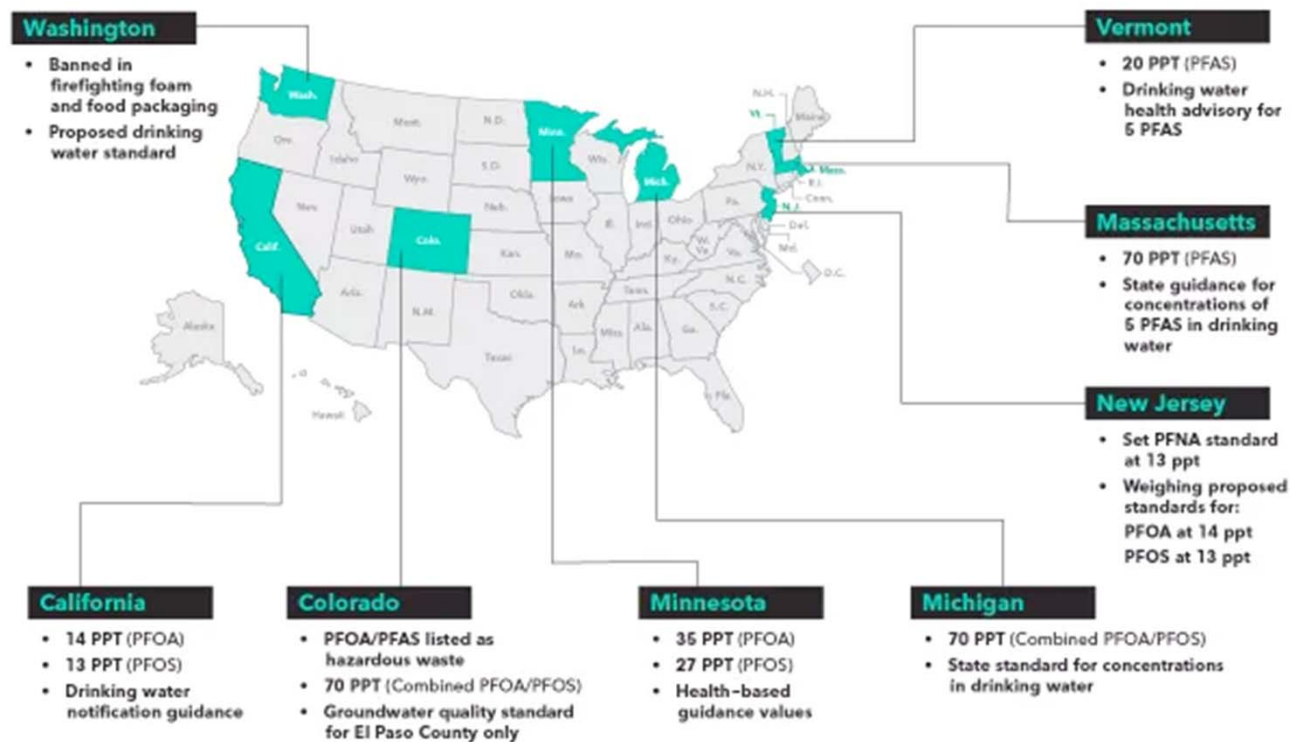 Washington
• Banned in
firefighting foam
and food packaging
• Proposed drinking
water standard
Vermont
• 20 PPT (PFAS)
• Drinking water
health advisory for
5 PFAS
Massachusetts
• 70 PPT (PFAS)
• State guidance for
concentrations of
5 PFAS in drinking
water
New Jersey
• Set PFNA standard
at 13 ppt
• Weighing proposed
standards for:
PFOA at 14 ppt
PFOS at 13 ppt
California
• 14 PPT (PFOA)
• 13 PPT (PFOS)
• Drinking water
notification guidance
Colorado
• PFOA/PFAS listed as
hazardous waste
• 70 PPT (Combined PFOA/PFOS)
• Groundwater quality standard
for El Paso County only
Minnesota
• 35 PPT (PFOA)
• 27 PPT (PFOS)
• Health-based
guidance values
Michigan
• 70 PPT (Combined PFOA/PFOS)
• State standard for concentrations
in drinking water
Wash.
Mont.
N.D.
Minn.
N.H.
Vt.
Maine
Ore.
Idaho
S.D.
Wis.
Wyo.
Mich.
N.Y.
Mass.
R.I.
Conn.
Iowa
Pa.
N.J.
Nev.
Neb.
Utah
Ill.
Ind.
Ohio
Del.
Calif.
Colo.
Kan.
Mo.
W.
Va.
Va.
Md.
Ky.
D.C.
Ariz.
N.M.
Okla.
Ark.
Tenn.
N.C.
S.C.
Alaska
Miss.
Ala.
Ga.
Texas
La.
Fla.
Hawaii